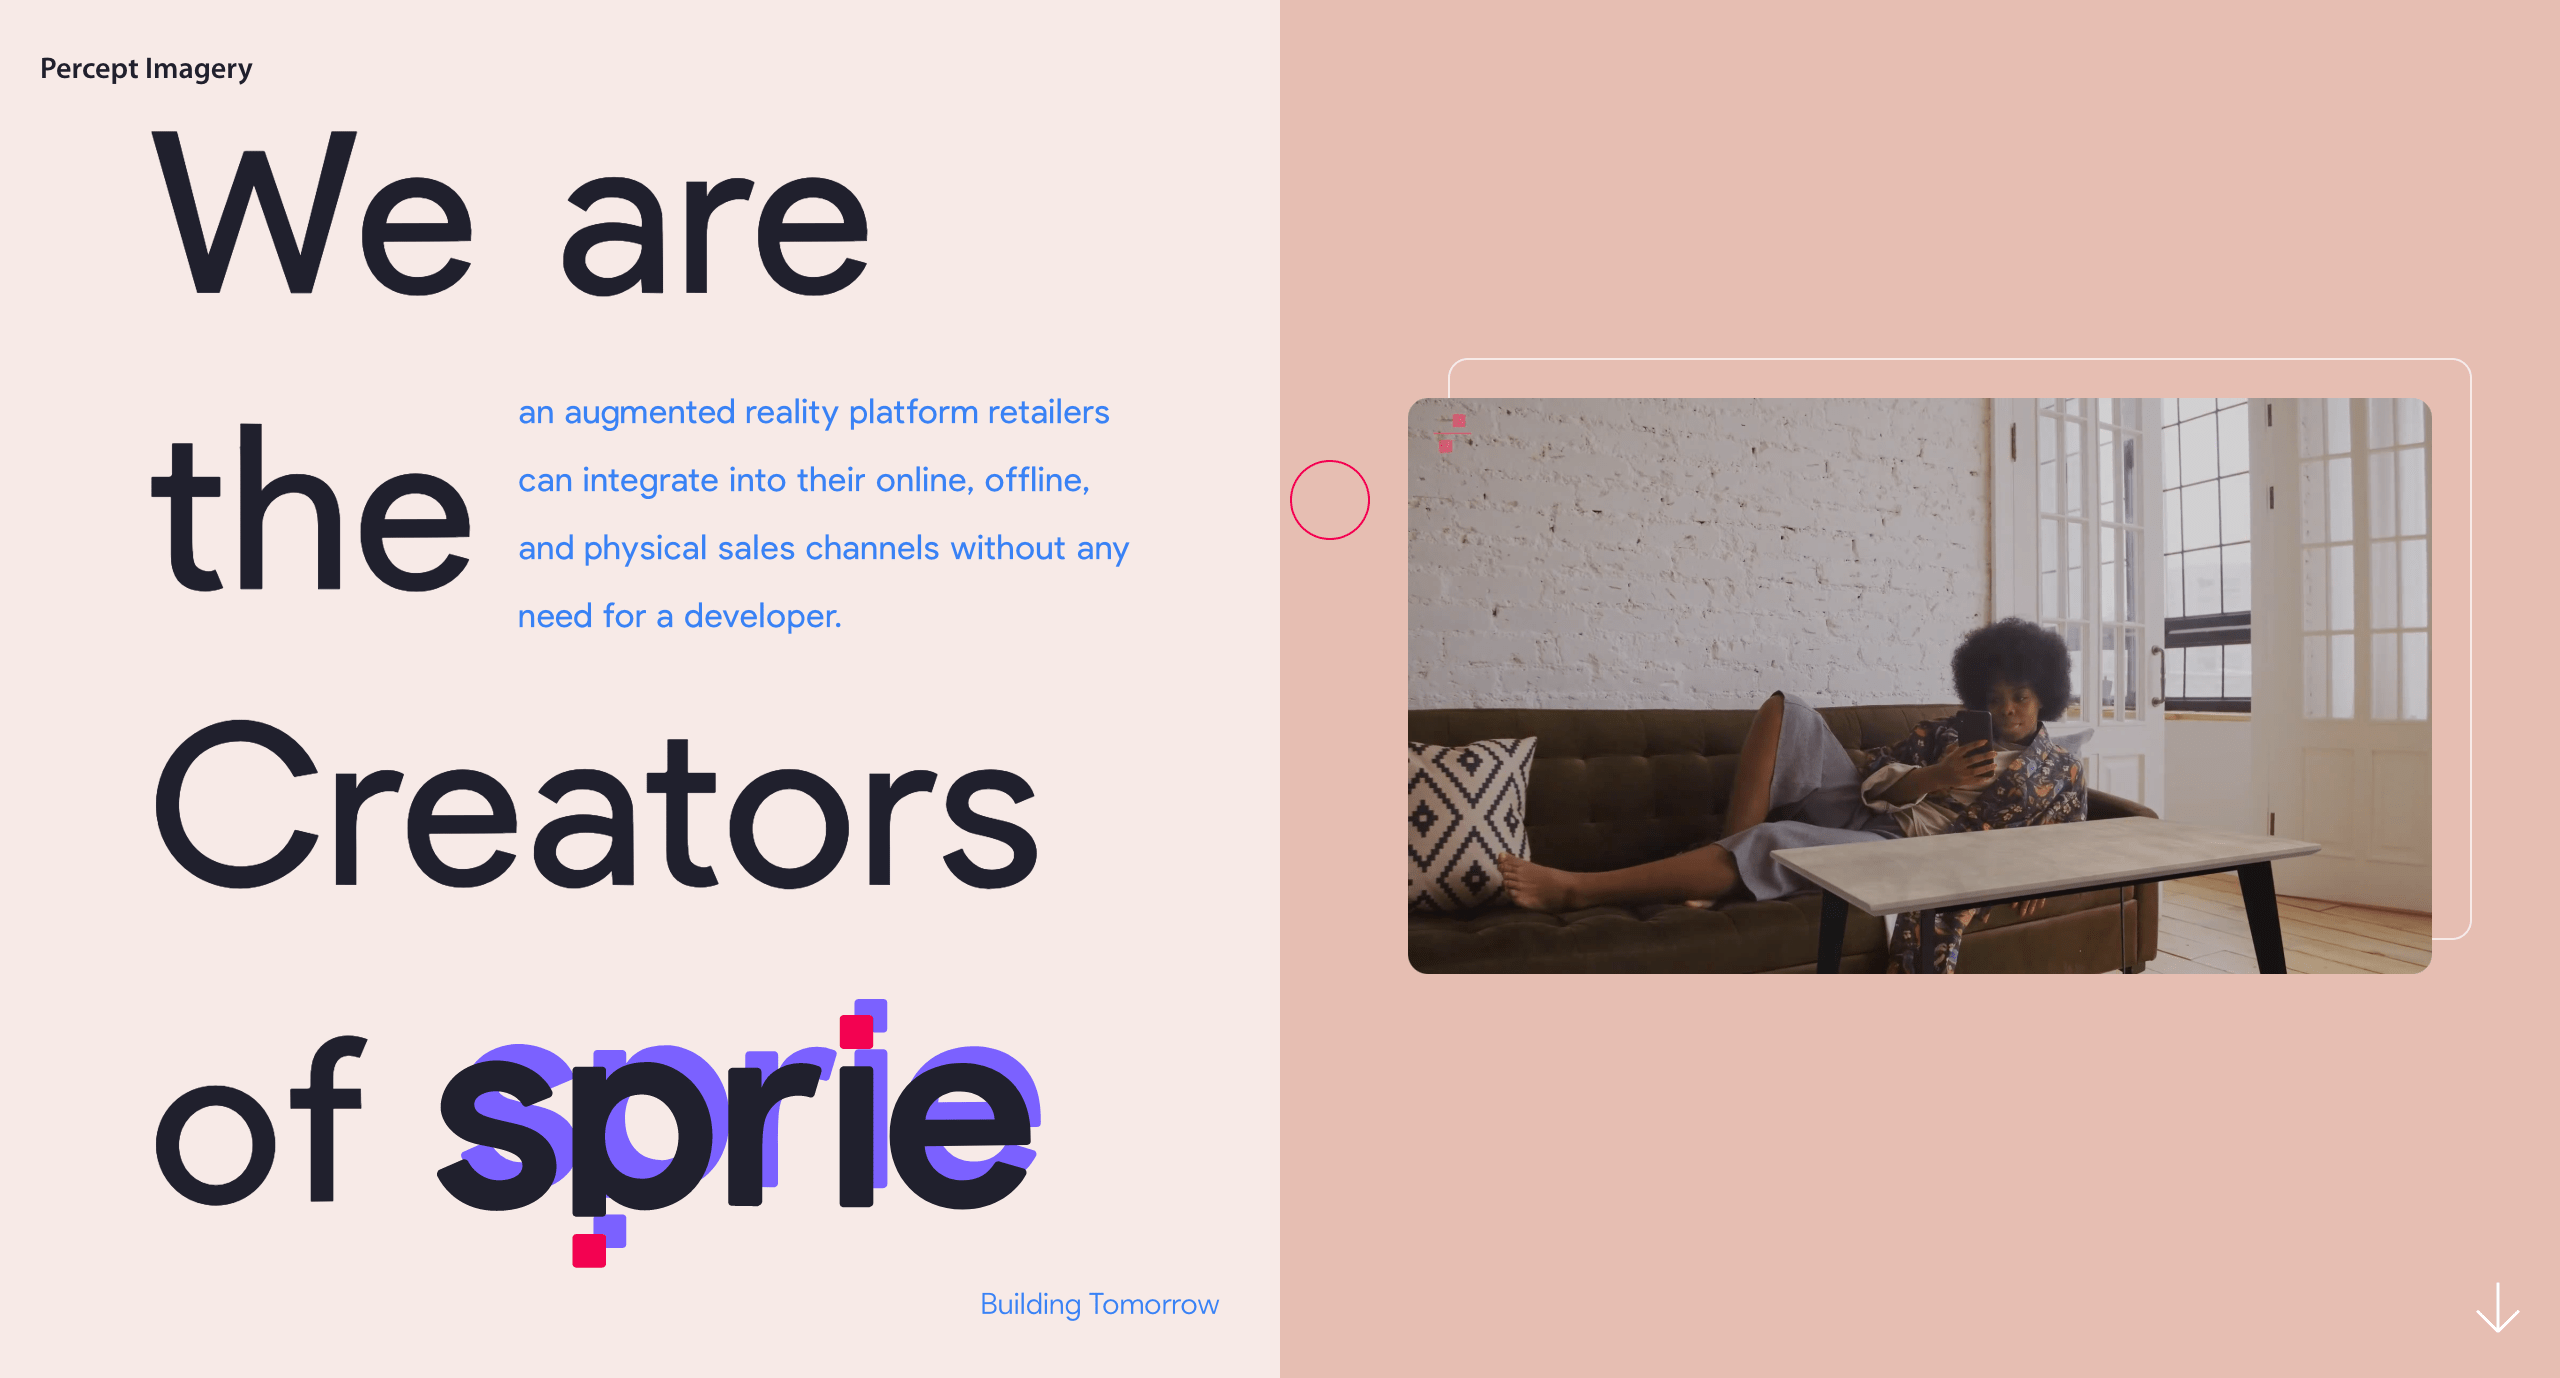 Percept Imagery
We are
the
an augmented reality platform retailers
can integrate into their online, offline,
and physical sales channels without any
need for a developer.
Creators
of sprie
Building Tomorrow